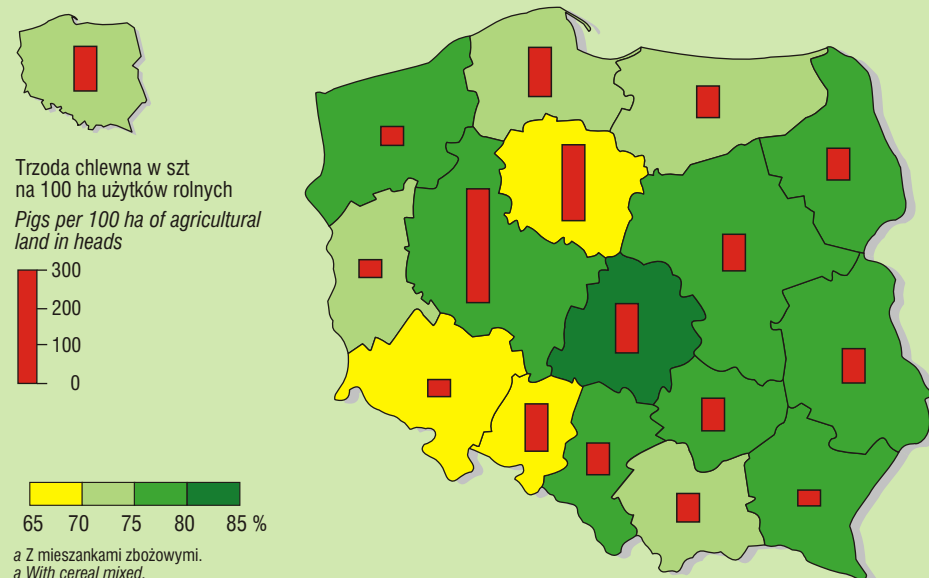 Trzoda chlewna w szt
na 100 ha użytków rolnych
Pigs per 100 ha of agricultural
land in heads
300
200
100
0
65 70 75 80 85 %
a Z mieszankami zbożowymi.
a With cereal mixed.